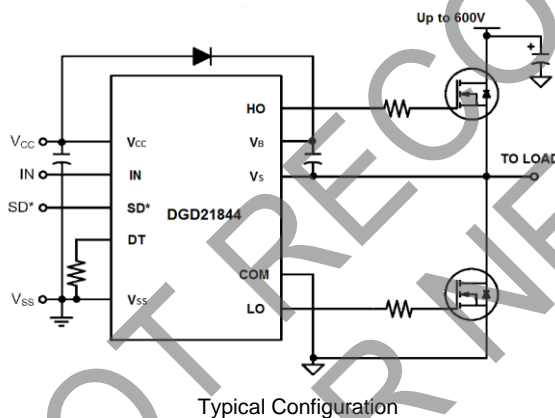 Up to 600V
+
HO
VCC
VCC
VB
IN
IN
VS
TO LOAD
SD*
SD*
DGD21844
DT
COM
VSS
VSS
LO
Typical Configuration